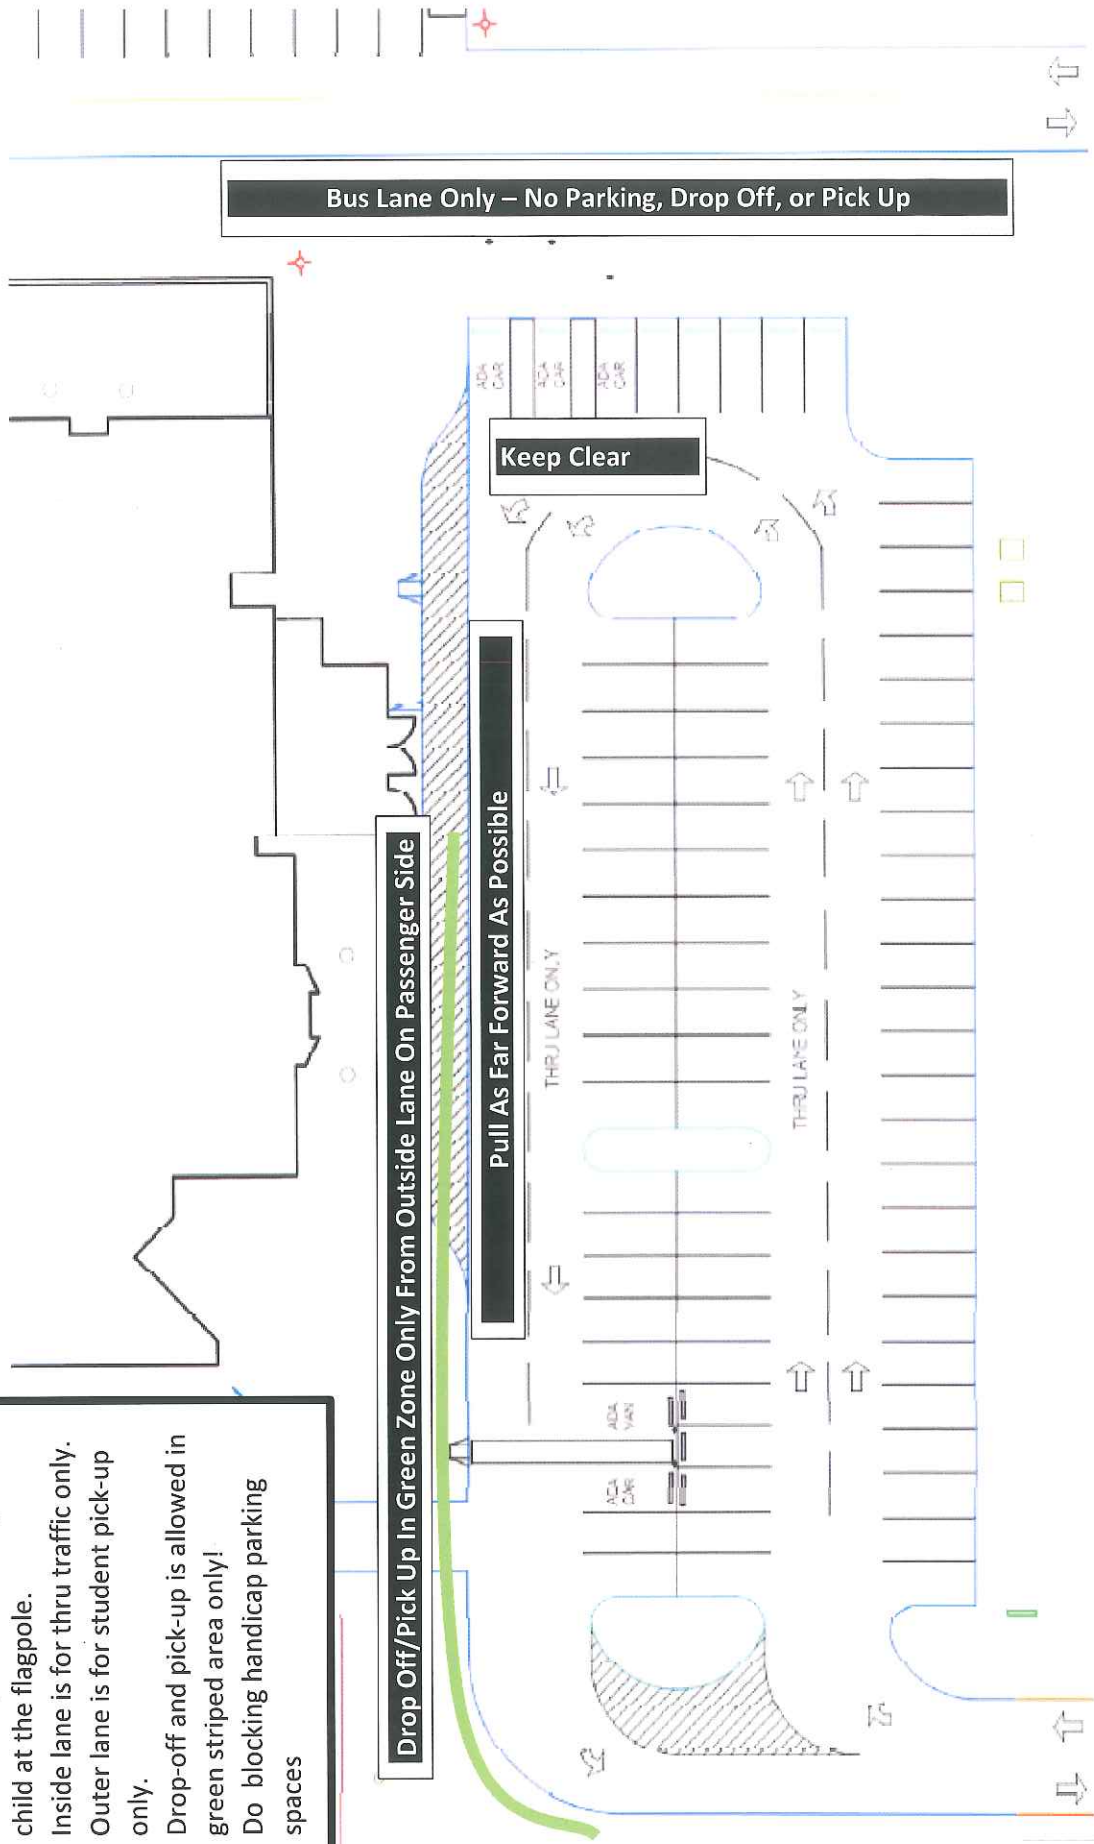 child at the flagpole.
Inside lane is for thru traffic only.
Outer lane is for student pick-up
only.
Drop-off and pick-up is allowed in
green striped area only!
Do  blocking handicap parking
spaces
Drop Off/Pick Up In Green Zone Only From Outside Lane On Passenger Side
Pull As Far Forward As Possible
Keep Clear
Bus Lane Only – No Parking, Drop Off, or Pick Up
THRU LANE ONLY
THRU LANE ONLY
ADA
CAR
ADA
VAN
ADA
CAR
ADA
CAR
ADA
CAR